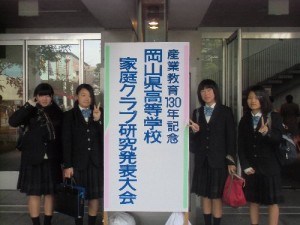 産業教育130年記念
岡山県高等学校
家庭クラブ研究発表大会